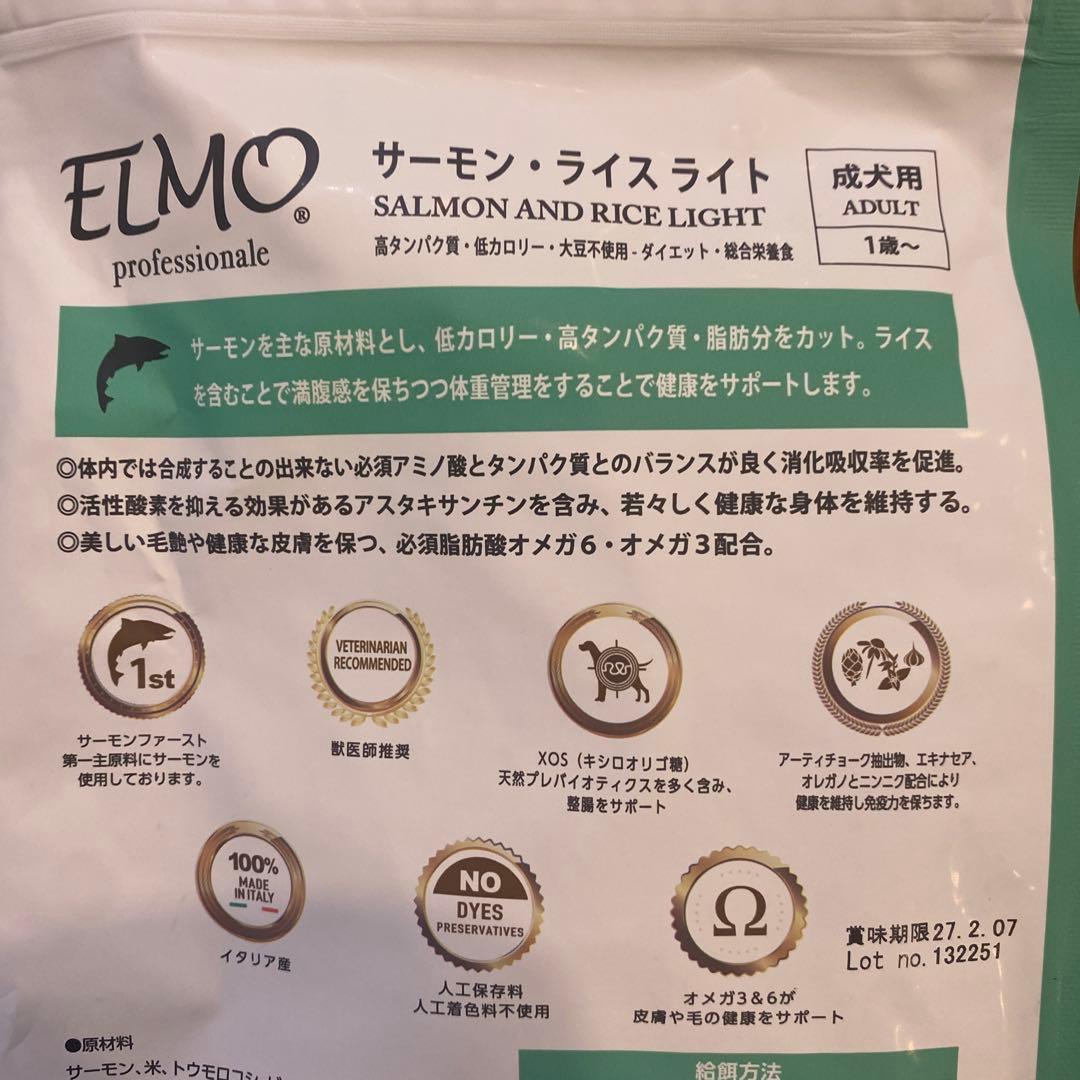 ELMO®
professionale
サーモン・ライス ライト
SALMON AND RICE LIGHT
高タンパク質・低カロリー・大豆不使用 - ダイエット・総合栄養食
成犬用
ADULT
1歳～
サーモンを主な原材料とし、低カロリー・高タンパク質・脂肪分をカット。ライス
を含むことで満腹感を保ちつつ体重管理をすることで健康をサポートします。
◎体内では合成することの出来ない必須アミノ酸とタンパク質とのバランスが良く消化吸収率を促進。
◎活性酸素を抑える効果があるアスタキサンチンを含み、若々しく健康な身体を維持する。
◎美しい毛艶や健康な皮膚を保つ、必須脂肪酸オメガ6・オメガ3配合。
1st
サーモンファースト
第一主原料にサーモンを
使用しております。
VETERINARIAN
RECOMMENDED
獣医師推奨
XOS（キシロオリゴ糖）
天然プレバイオティクスを多く含み、
整腸をサポート
アーティチョーク抽出物、エキナセア、
オレガノとニンニク配合により
健康を維持し免疫力を保ちます。
100%
MADE
IN ITALY
イタリア産
NO
DYES
PRESERVATIVES
人工保存料
人工着色料不使用
Ω
オメガ3＆6が
皮膚や毛の健康をサポート
賞味期限27.2.07
Lot no.132251
●原材料
サーモン、米、トウモロコシ
給餌方法